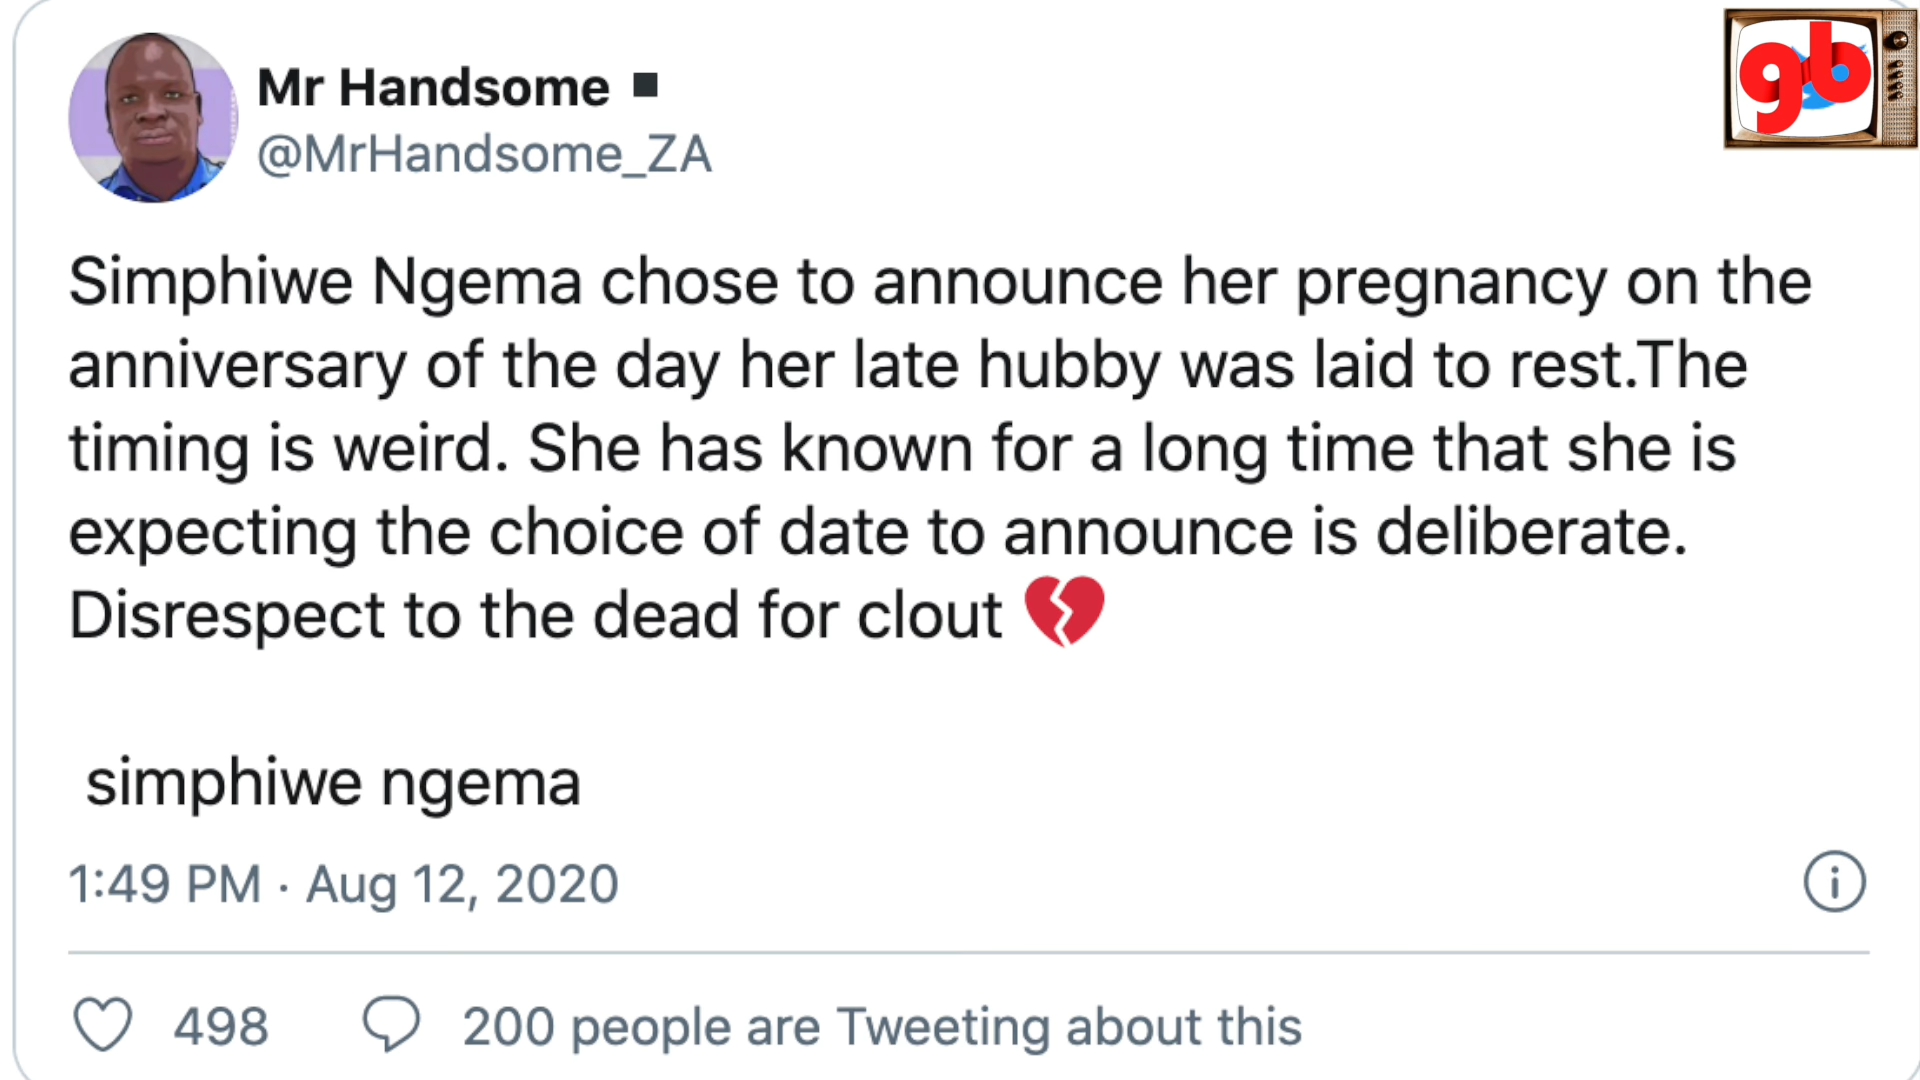 gb
Mr Handsome ◾
@MrHandsome_ZA
Simphiwe Ngema chose to announce her pregnancy on the
anniversary of the day her late hubby was laid to rest.The
timing is weird. She has known for a long time that she is
expecting the choice of date to announce is deliberate.
Disrespect to the dead for clout 💔
simphiwe ngema
1:49 PM · Aug 12, 2020
498 200 people are Tweeting about this